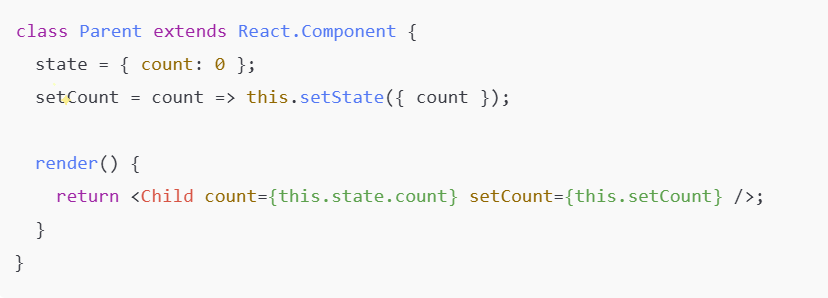 class Parent extends React.Component {
  state = { count: 0 };
  setCount = count => this.setState({ count });

  render() {
    return <Child count={this.state.count} setCount={this.setCount} />;
  }
}